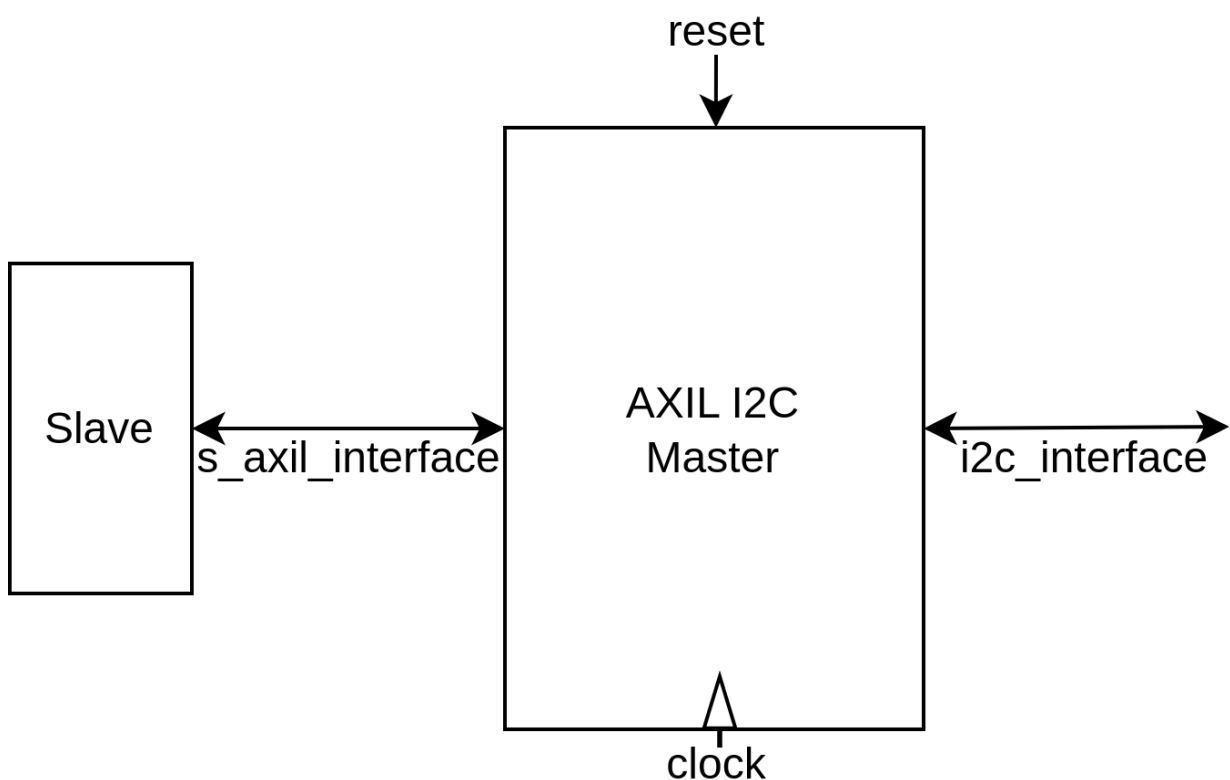 reset
Slave
s_axil_interface
AXIL I2C
Master
i2c_interface
clock